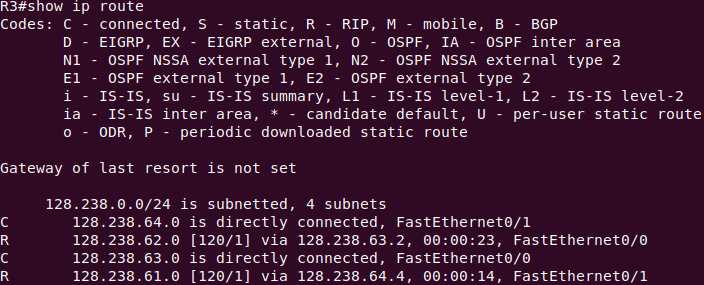 R3#show ip route
Codes: C - connected, S - static, R - RIP, M - mobile, B - BGP
D - EIGRP, EX - EIGRP external, O - OSPF, IA - OSPF inter area
N1 - OSPF NSSA external type 1, N2 - OSPF NSSA external type 2
E1 - OSPF external type 1, E2 - OSPF external type 2
i - IS-IS, su - IS-IS summary, L1 - IS-IS level-1, L2 - IS-IS level-2
ia - IS-IS inter area, * - candidate default, U - per-user static route
o - ODR, P - periodic downloaded static route
Gateway of last resort is not set
128.238.0.0/24 is subnetted, 4 subnets
C 128.238.64.0 is directly connected, FastEthernet0/1
R 128.238.62.0 [120/1] via 128.238.63.2, 00:00:23, FastEthernet0/0
C 128.238.63.0 is directly connected, FastEthernet0/0
R 128.238.61.0 [120/1] via 128.238.64.4, 00:00:14, FastEthernet0/1